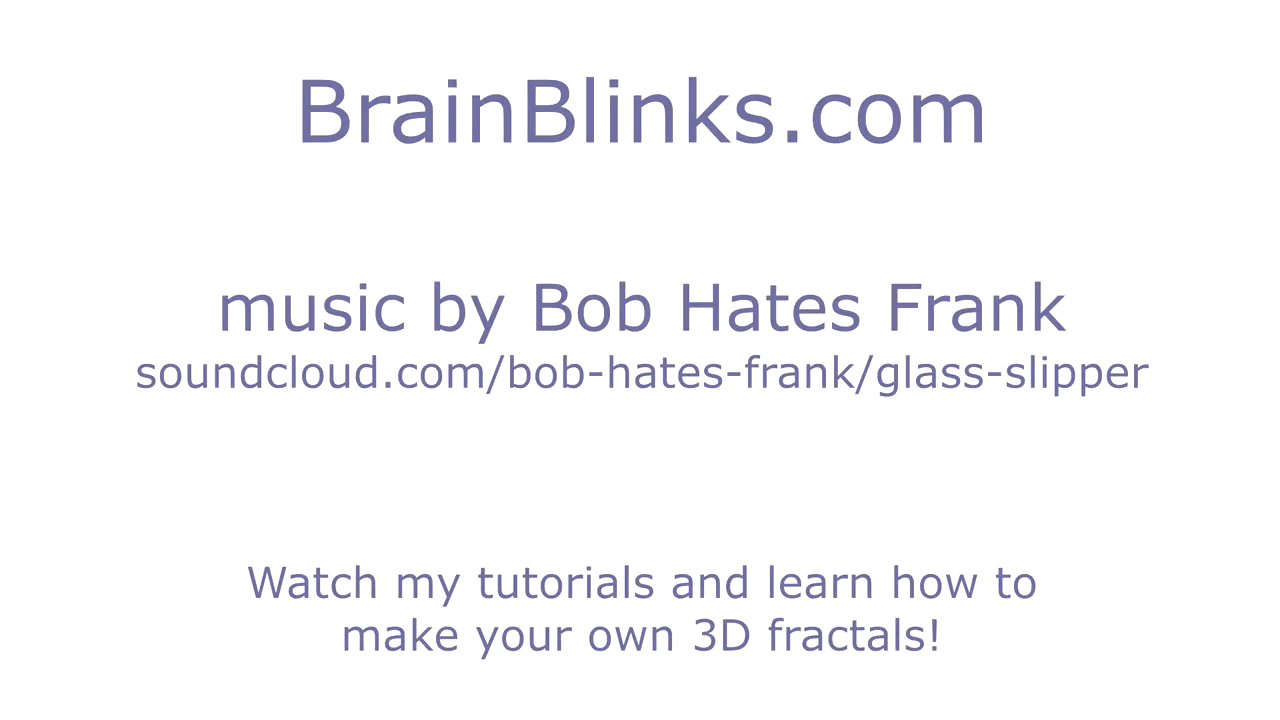 BrainBlinks.com
music by Bob Hates Frank
soundcloud.com/bob-hates-frank/glass-slipper
Watch my tutorials and learn how to
make your own 3D fractals!